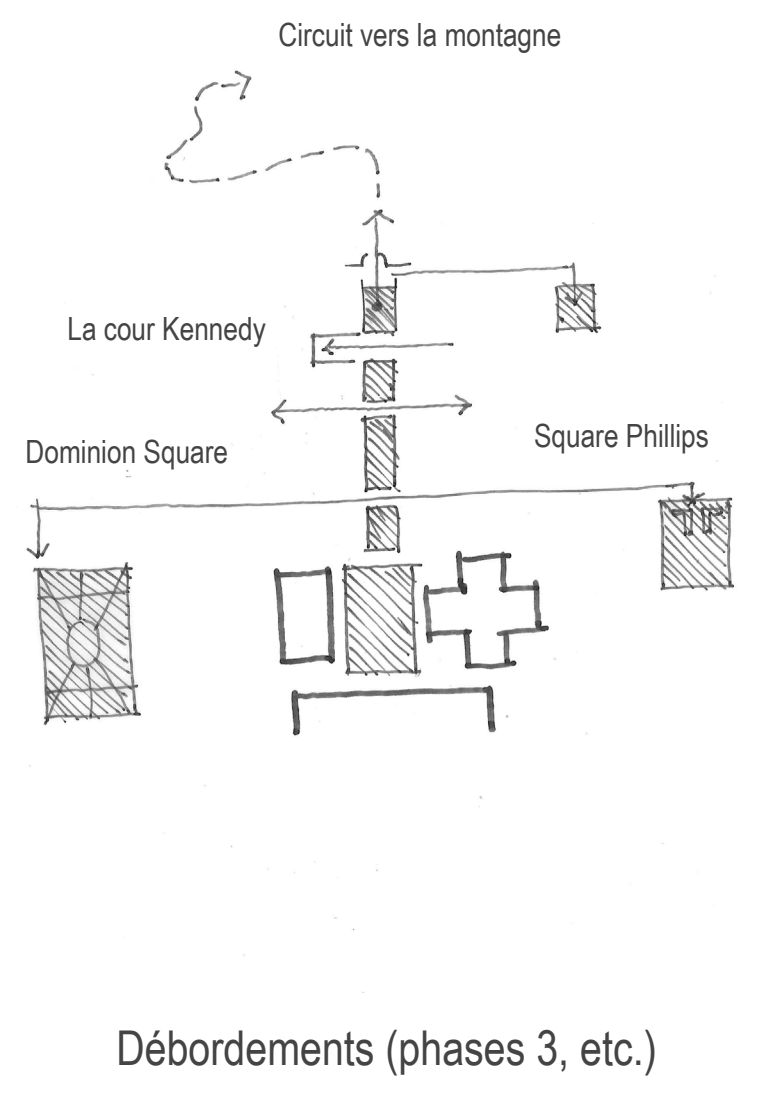 Circuit vers la montagne
La cour Kennedy
Dominion Square
Square Phillips
Débordements (phases 3, etc.)